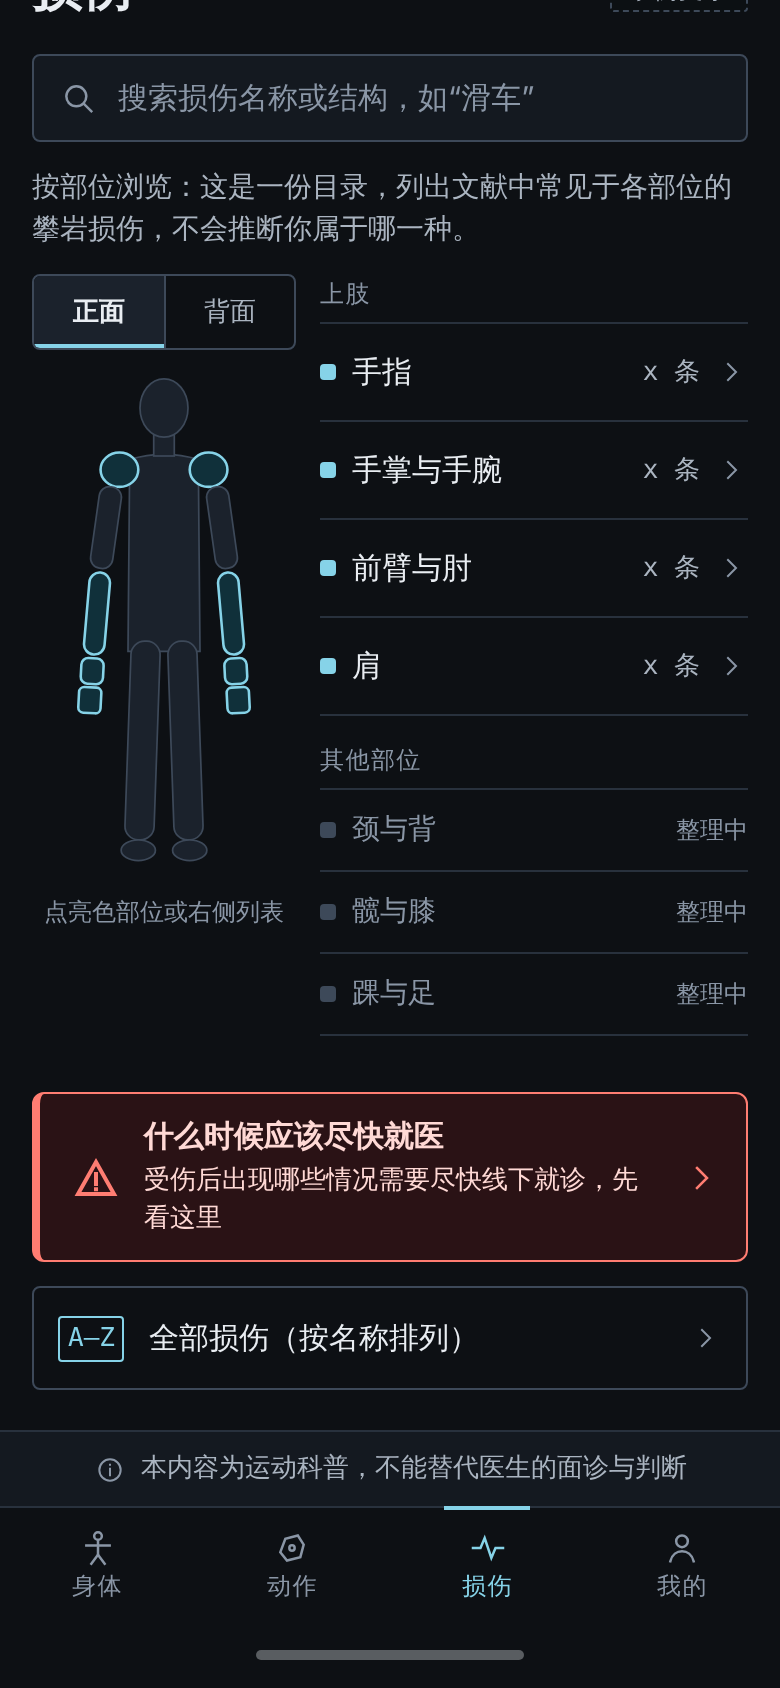 损伤
搜索损伤名称或结构，如“滑车”
按部位浏览：这是一份目录，列出文献中常见于各部位的
攀岩损伤，不会推断你属于哪一种。
正面 背面
上肢
手指 x 条
手掌与手腕 x 条
前臂与肘 x 条
肩 x 条
其他部位
颈与背 整理中
髋与膝 整理中
踝与足 整理中
点亮色部位或右侧列表
什么时候应该尽快就医
受伤后出现哪些情况需要尽快线下就诊，先
看这里
A—Z 全部损伤（按名称排列）
本内容为运动科普，不能替代医生的面诊与判断
身体 动作 损伤 我的